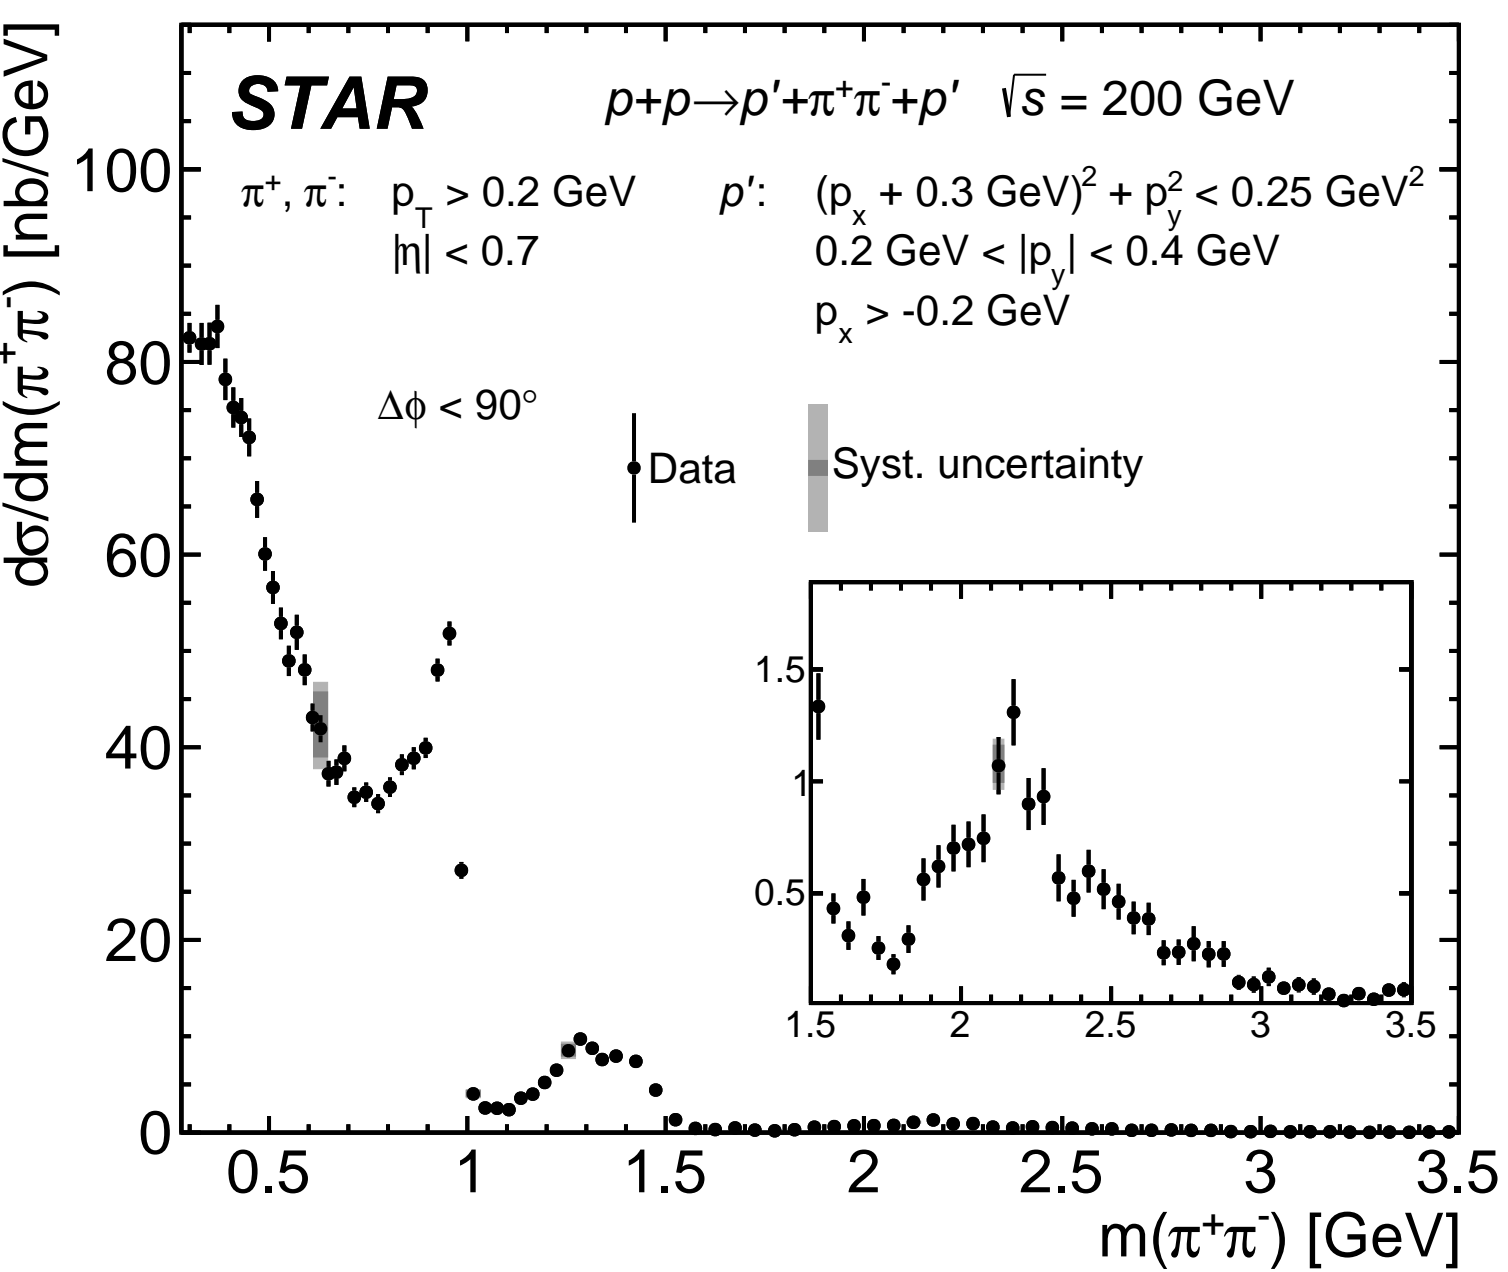 STAR p+p→p′+π⁺π⁻+p′ √s = 200 GeV
π⁺, π⁻: p_T > 0.2 GeV p′: (p_x + 0.3 GeV)² + p_y² < 0.25 GeV²
|η| < 0.7 0.2 GeV < |p_y| < 0.4 GeV
p_x > -0.2 GeV
Δϕ < 90°
Data Syst. uncertainty
dσ/dm(π⁺π⁻) [nb/GeV]
100
80
60
40
20
0
0.5 1 1.5 2 2.5 3 3.5
m(π⁺π⁻) [GeV]
1.5
1
0.5
1.5 2 2.5 3 3.5